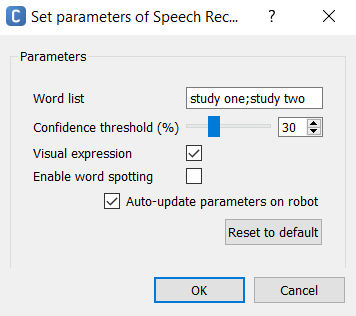 C Set parameters of Speech Rec... ?
Parameters
Word list study one;study two
Confidence threshold (%) 30
Visual expression
Enable word spotting
Auto-update parameters on robot
Reset to default
OK Cancel